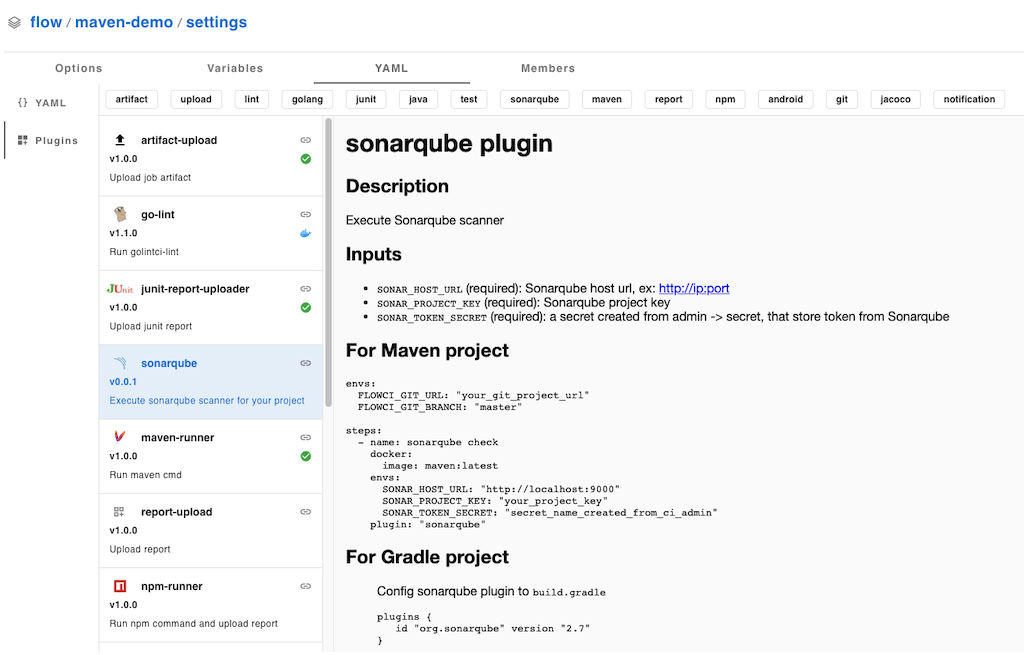 flow / maven-demo / settings
Options Variables YAML Members
{} YAML
Plugins
artifact upload lint golang junit java test sonarqube maven report npm android git jacoco notification
artifact-upload
v1.0.0
Upload job artifact
go-lint
v1.1.0
Run golintci-lint
JUnit junit-report-uploader
v1.0.0
Upload junit report
sonarqube
v0.0.1
Execute sonarqube scanner for your project
maven-runner
v1.0.0
Run maven cmd
report-upload
v1.0.0
Upload report
npm-runner
v1.0.0
Run npm command and upload report
sonarqube plugin
Description
Execute Sonarqube scanner
Inputs
• SONAR_HOST_URL (required): Sonarqube host url, ex: http://ip:port
• SONAR_PROJECT_KEY (required): Sonarqube project key
• SONAR_TOKEN_SECRET (required): a secret created from admin -> secret, that store token from Sonarqube
For Maven project
envs:
FLOWCI_GIT_URL: "your_git_project_url"
FLOWCI_GIT_BRANCH: "master"
steps:
- name: sonarqube check
docker:
image: maven:latest
envs:
SONAR_HOST_URL: "http://localhost:9000"
SONAR_PROJECT_KEY: "your_project_key"
SONAR_TOKEN_SECRET: "secret_name_created_from_ci_admin"
plugin: "sonarqube"
For Gradle project
Config sonarqube plugin to build.gradle
plugins {
id "org.sonarqube" version "2.7"
}